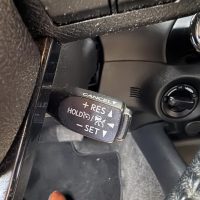 CANCEL
+ RES ▲
HOLD
− SET ▼